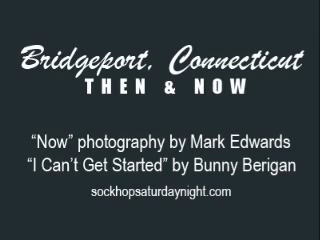 Bridgeport, Connecticut
THEN & NOW
“Now” photography by Mark Edwards
“I Can’t Get Started” by Bunny Berigan
sockhopsaturdaynight.com